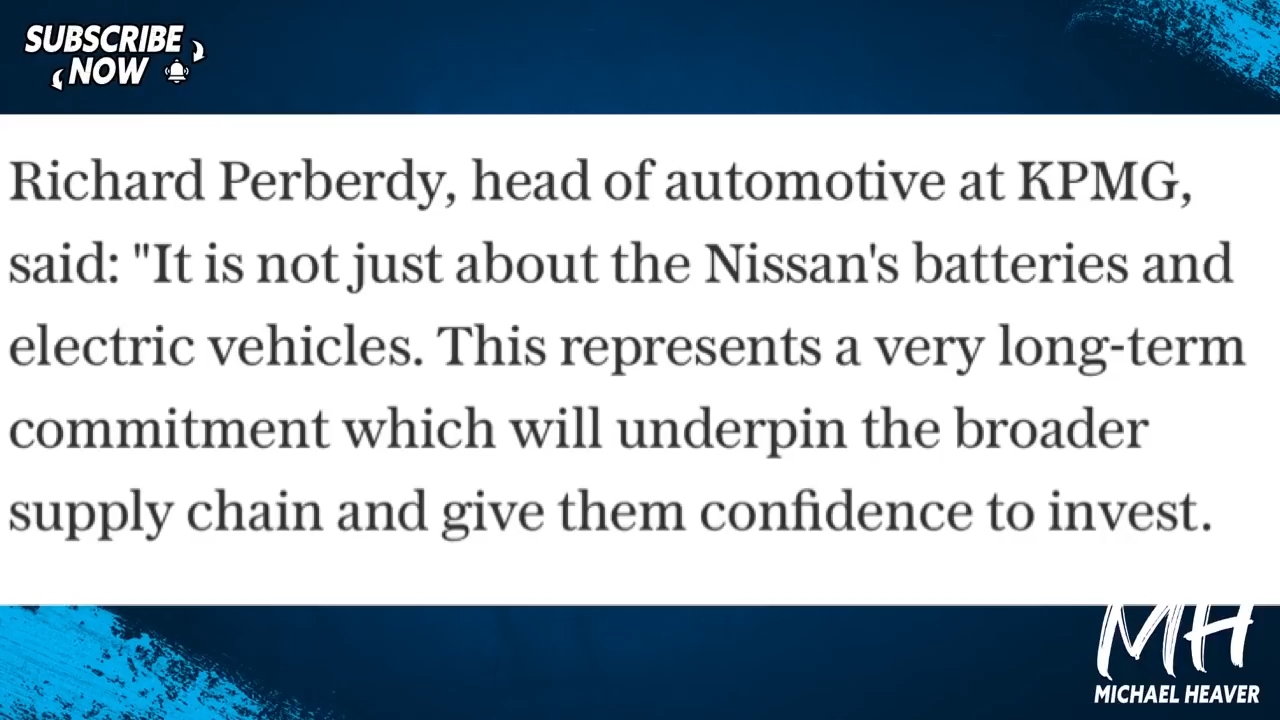 SUBSCRIBE
NOW
Richard Perberdy, head of automotive at KPMG,
said: "It is not just about the Nissan's batteries and
electric vehicles. This represents a very long-term
commitment which will underpin the broader
supply chain and give them confidence to invest.
MH
MICHAEL HEAVER